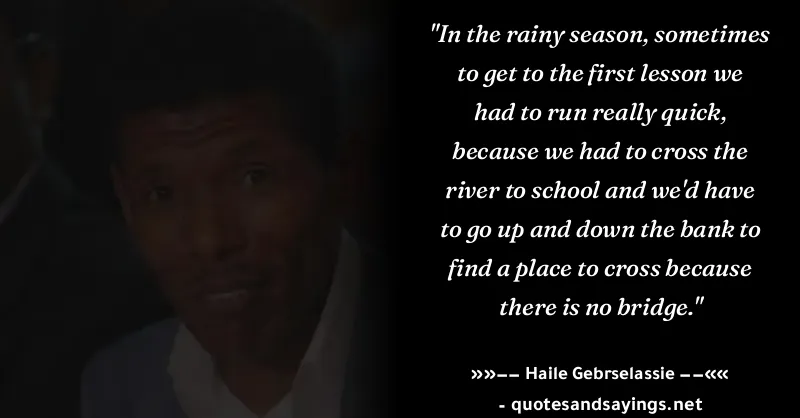 "In the rainy season, sometimes
to get to the first lesson we
had to run really quick,
because we had to cross the
river to school and we'd have
to go up and down the bank to
find a place to cross because
there is no bridge."
»»−− Haile Gebrselassie −−««
- quotesandsayings.net